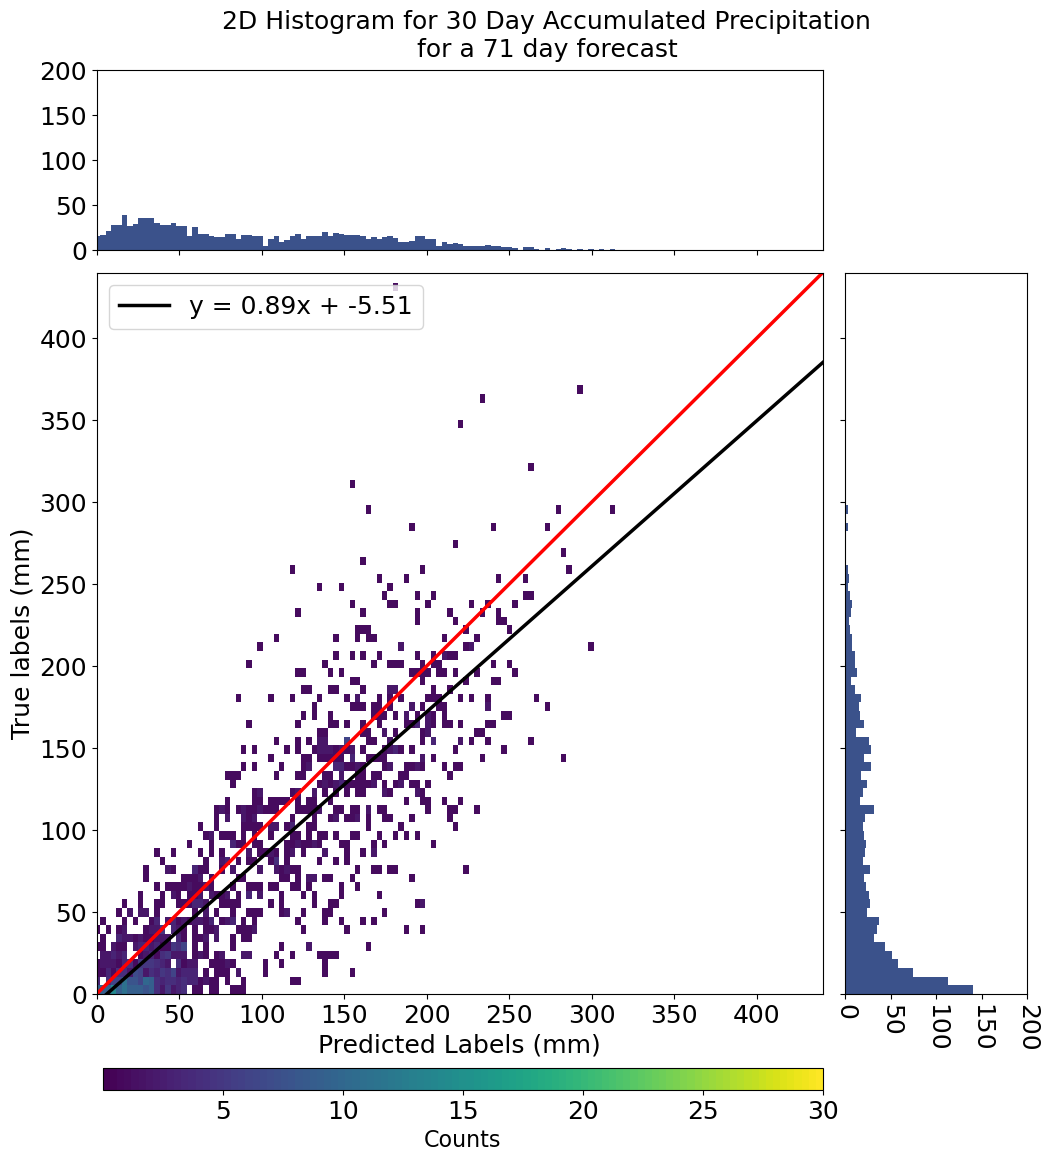 2D Histogram for 30 Day Accumulated Precipitation
for a 71 day forecast
200
150
100
50
0
y = 0.89x + -5.51
400
350
300
250
200
150
100
50
0
True labels (mm)
0 50 100 150 200 250 300 350 400
Predicted Labels (mm)
0 50 100 150 200
5 10 15 20 25 30
Counts